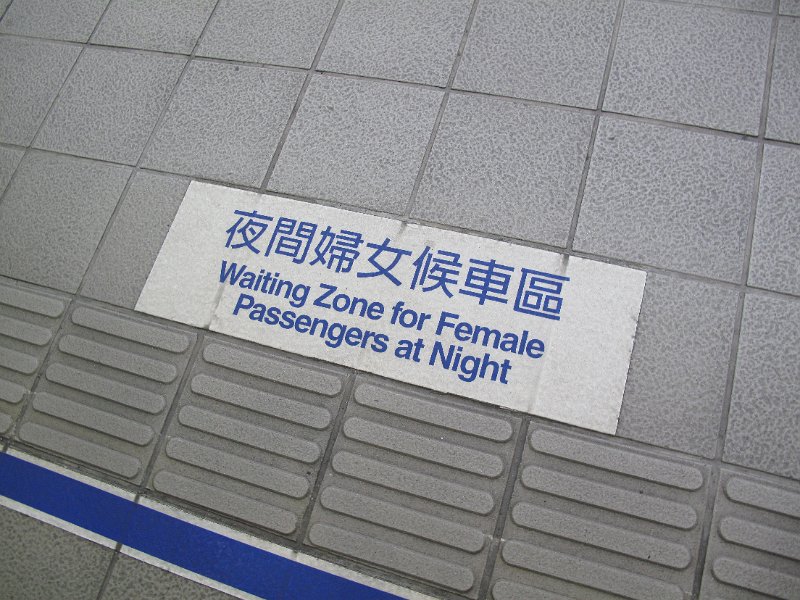 夜間婦女候車區
Waiting Zone for Female
Passengers at Night